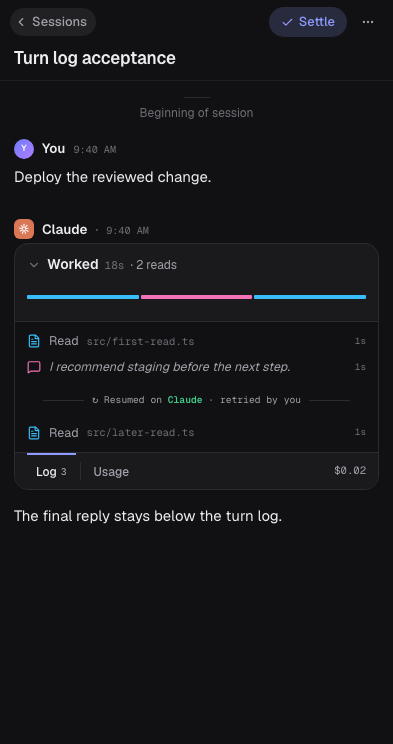 Sessions
Settle
Turn log acceptance
Beginning of session
Y You 9:40 AM
Deploy the reviewed change.
Claude · 9:40 AM
Worked 18s · 2 reads
Read src/first-read.ts 1s
I recommend staging before the next step. 1s
↻ Resumed on Claude · retried by you
Read src/later-read.ts 1s
Log 3 Usage $0.02
The final reply stays below the turn log.